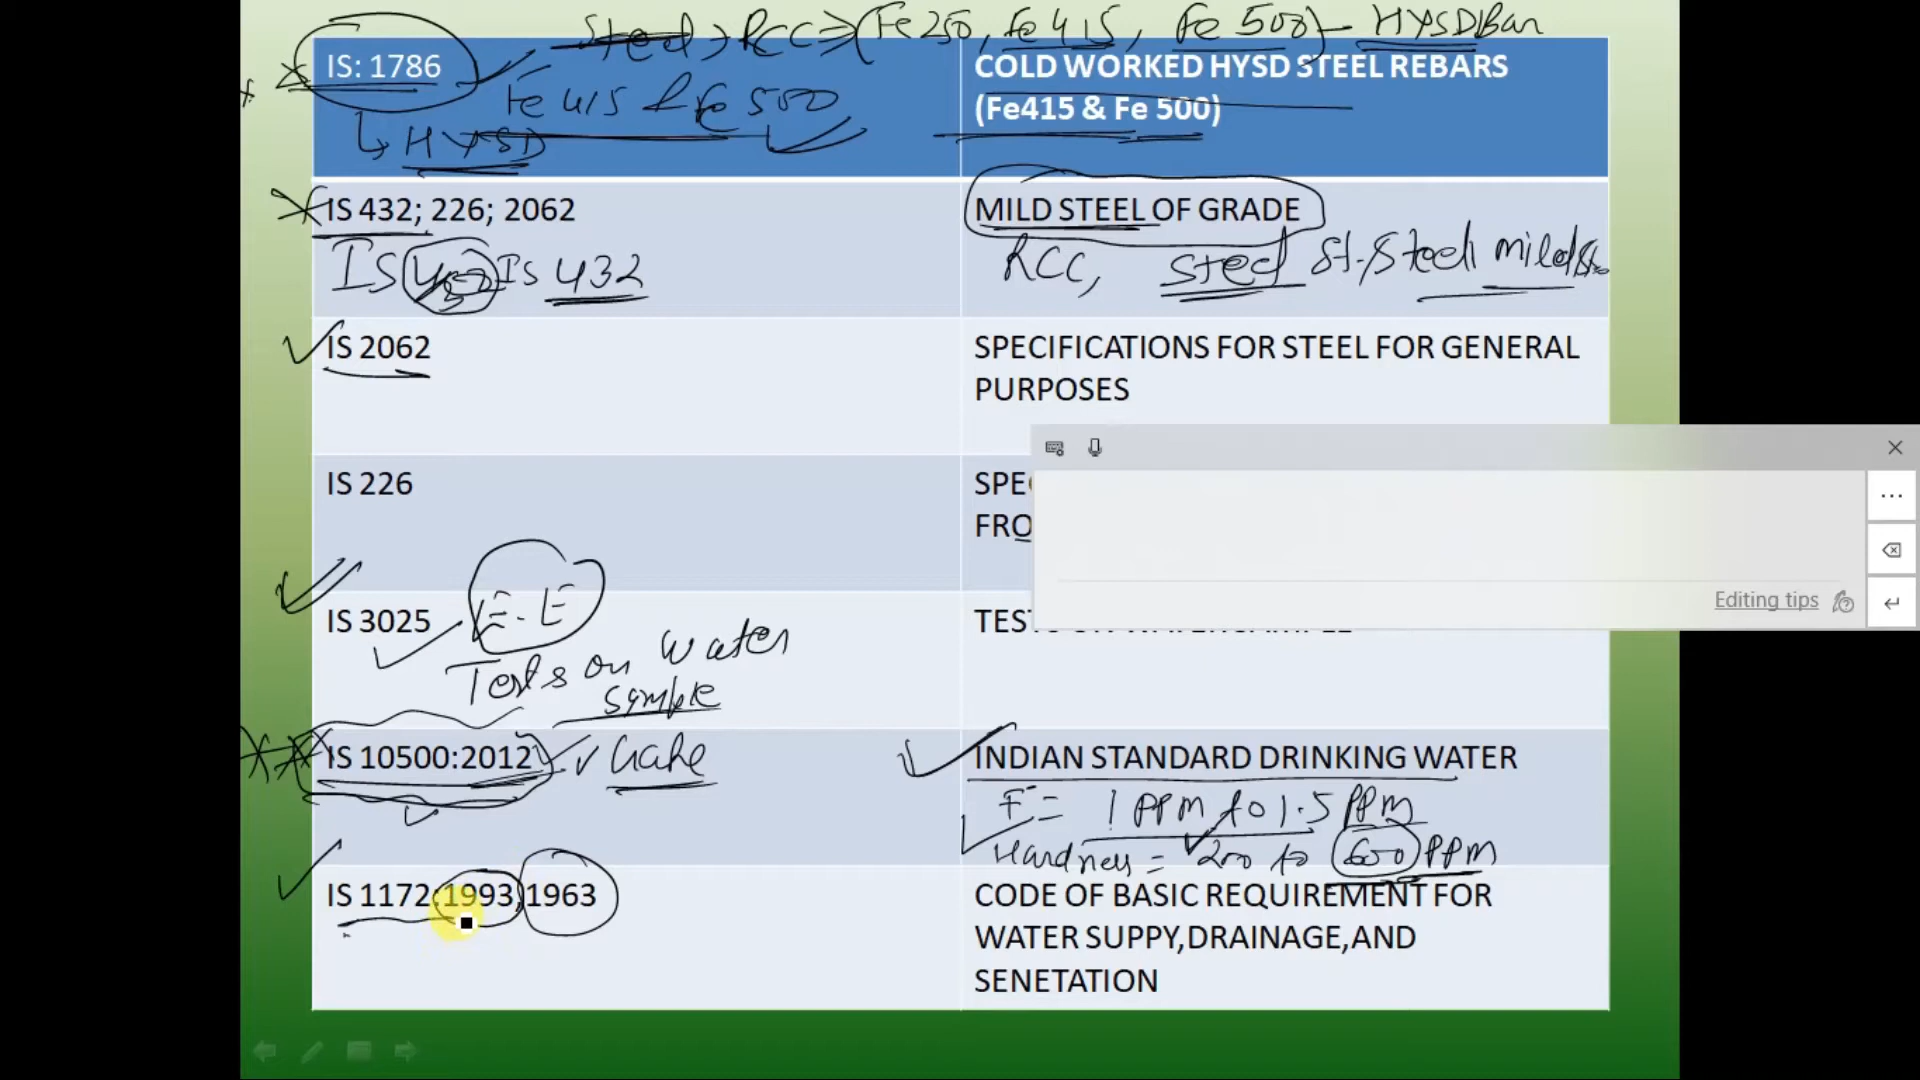 Steel → RCC ⇒ (Fe 250, Fe 415, Fe 500) - HYSD Bar
IS: 1786
COLD WORKED HYSD STEEL REBARS
(Fe415 & Fe 500)
Fe 415 & Fe 500
↳ HYSD
IS 432; 226; 2062
MILD STEEL OF GRADE
IS IS 432
RCC, Steel St. Steel mild
IS 2062
SPECIFICATIONS FOR STEEL FOR GENERAL
PURPOSES
IS 226
Editing tips
IS 3025
E.E
Tests on water
sample
IS 10500:2012
INDIAN STANDARD DRINKING WATER
F = 1 PPM to 1.5 PPM
Hardness = 200 to 600 PPM
IS 1172:1993,1963
CODE OF BASIC REQUIREMENT FOR
WATER SUPPY,DRAINAGE,AND
SENETATION